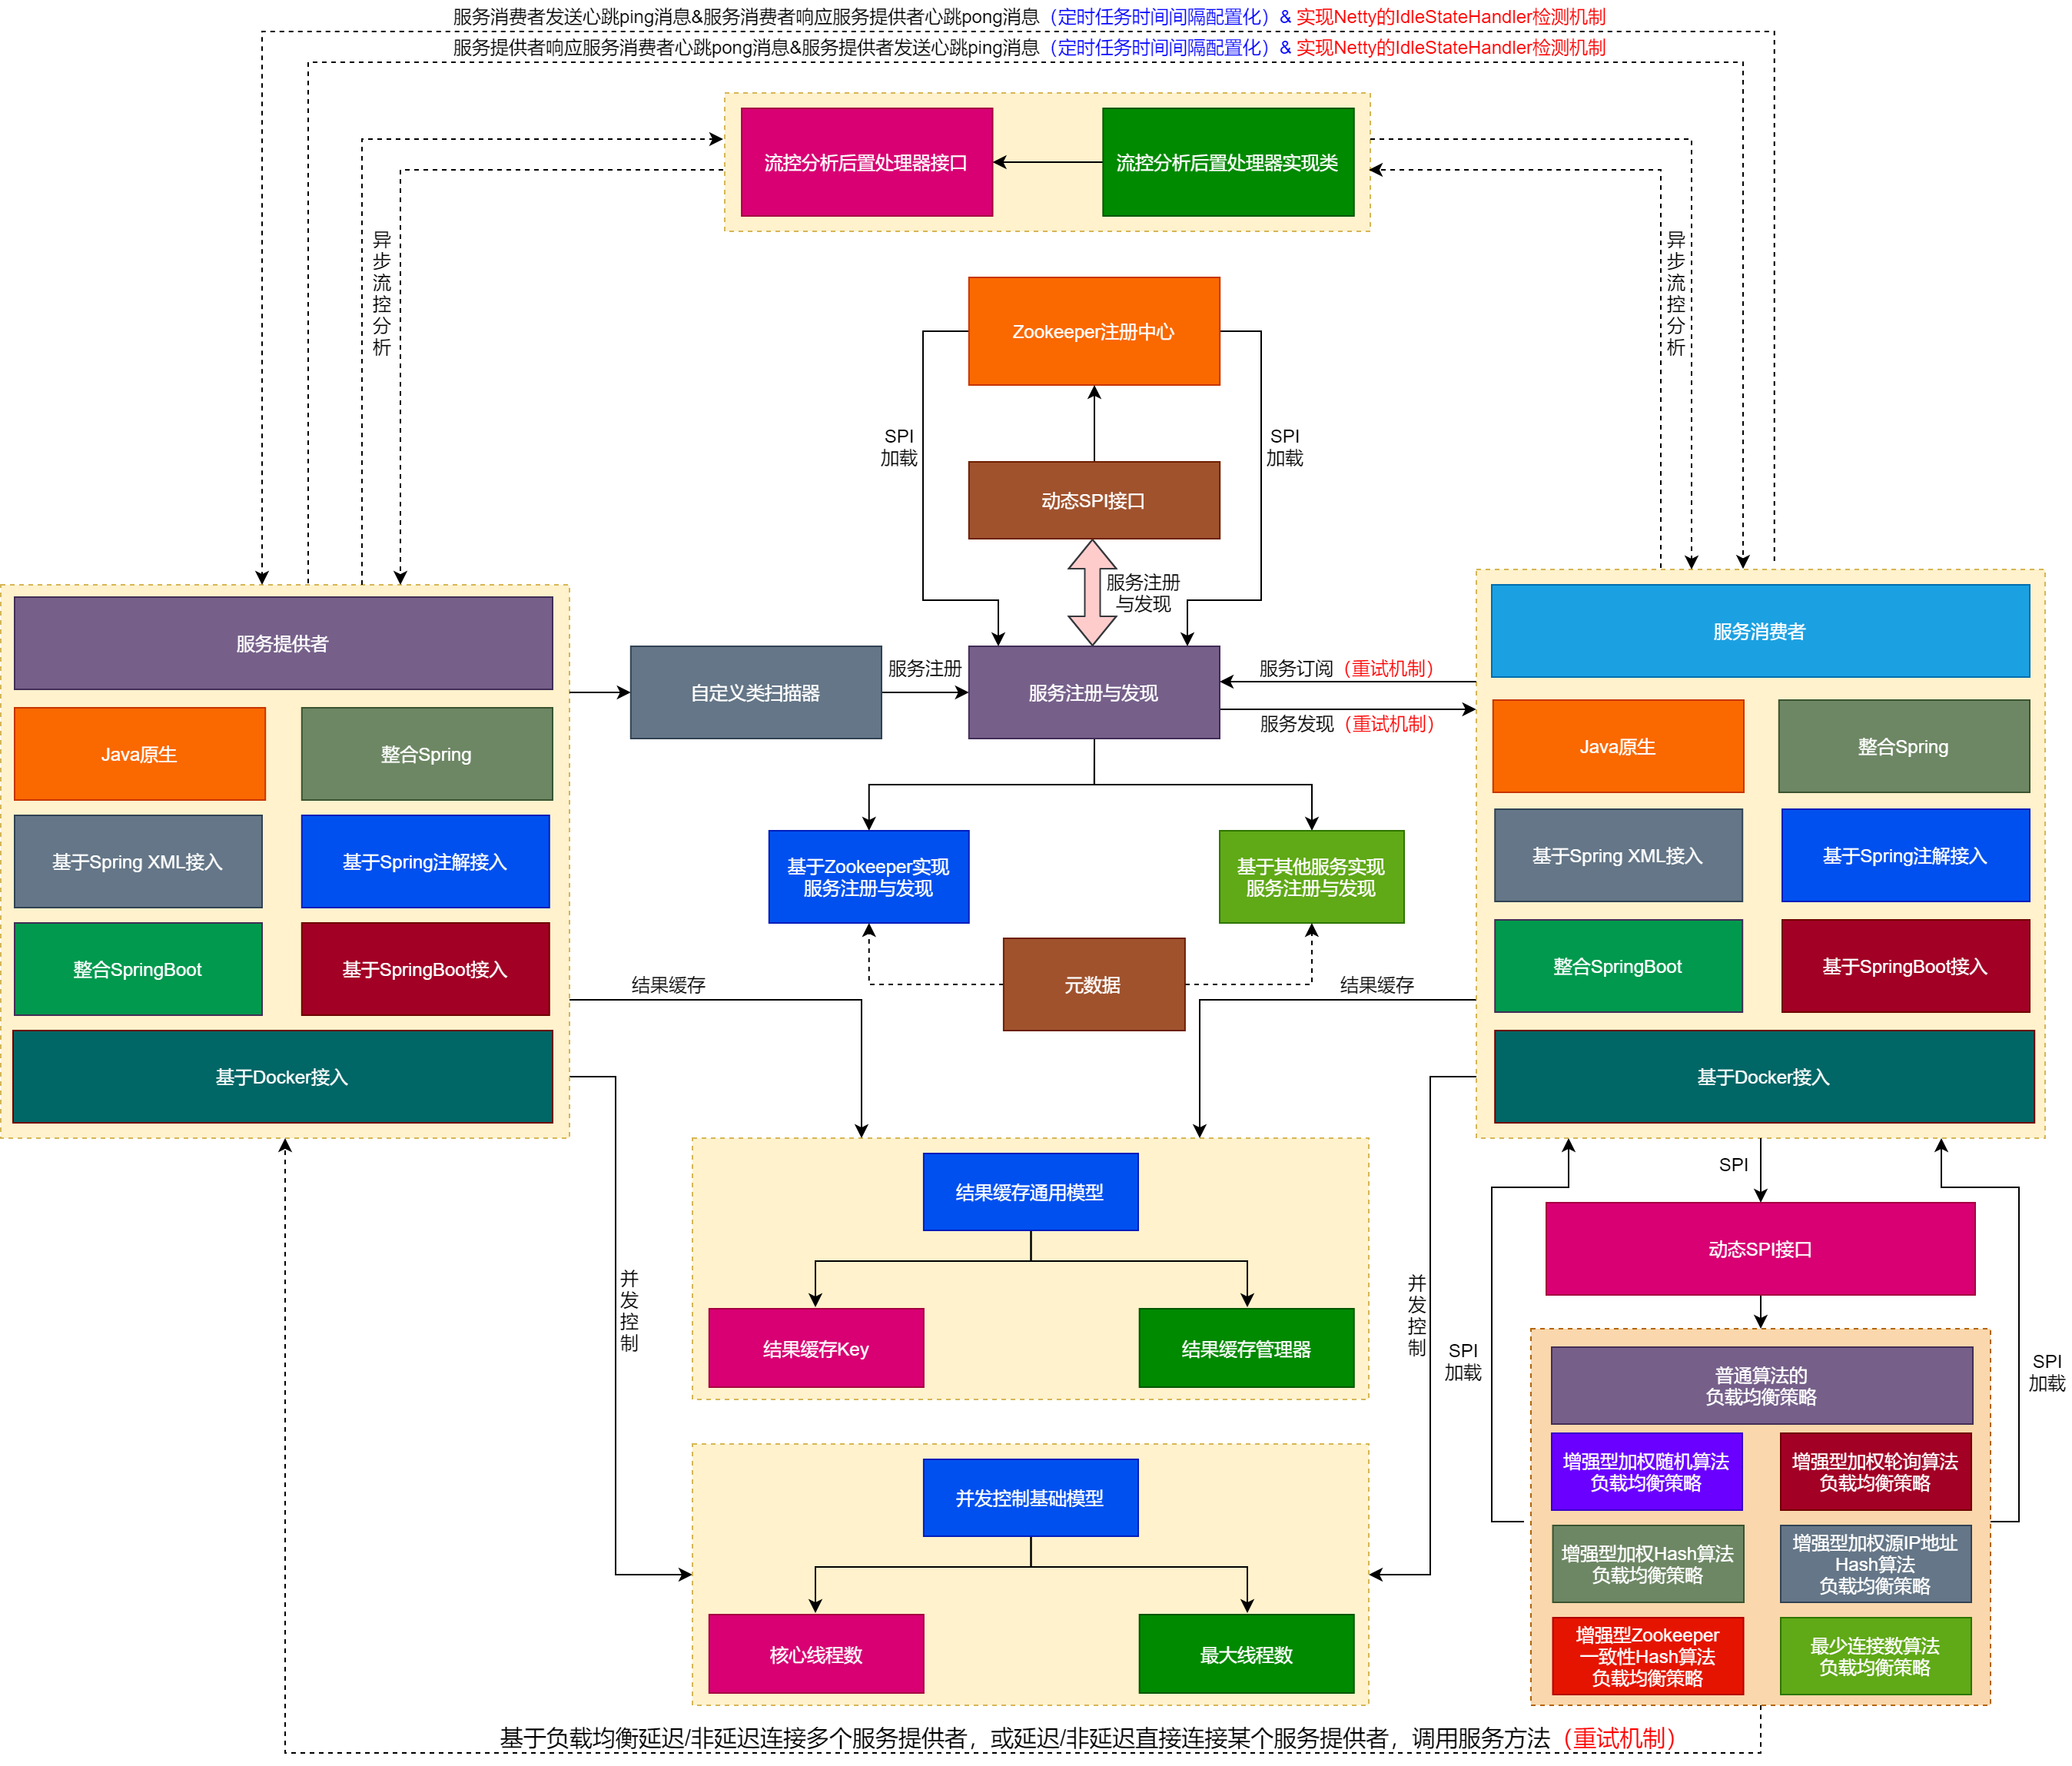 服务消费者发送心跳ping消息&服务消费者响应服务提供者心跳pong消息（定时任务时间间隔配置化）& 实现Netty的IdleStateHandler检测机制
服务提供者响应服务消费者心跳pong消息&服务提供者发送心跳ping消息（定时任务时间间隔配置化）& 实现Netty的IdleStateHandler检测机制
流控分析后置处理器接口
流控分析后置处理器实现类
异
步
流
控
分
析
异
步
流
控
分
析
Zookeeper注册中心
SPI
加载
SPI
加载
动态SPI接口
服务注册
与发现
服务提供者
Java原生
整合Spring
基于Spring XML接入
基于Spring注解接入
整合SpringBoot
基于SpringBoot接入
基于Docker接入
自定义类扫描器
服务注册
服务注册与发现
服务订阅（重试机制）
服务发现（重试机制）
服务消费者
Java原生
整合Spring
基于Spring XML接入
基于Spring注解接入
整合SpringBoot
基于SpringBoot接入
基于Docker接入
基于Zookeeper实现
服务注册与发现
基于其他服务实现
服务注册与发现
元数据
结果缓存
结果缓存
结果缓存通用模型
结果缓存Key
结果缓存管理器
并
发
控
制
并
发
控
制
并发控制基础模型
核心线程数
最大线程数
SPI
动态SPI接口
SPI
加载
SPI
加载
普通算法的
负载均衡策略
增强型加权随机算法
负载均衡策略
增强型加权轮询算法
负载均衡策略
增强型加权Hash算法
负载均衡策略
增强型加权源IP地址
Hash算法
负载均衡策略
增强型Zookeeper
一致性Hash算法
负载均衡策略
最少连接数算法
负载均衡策略
基于负载均衡延迟/非延迟连接多个服务提供者，或延迟/非延迟直接连接某个服务提供者，调用服务方法（重试机制）